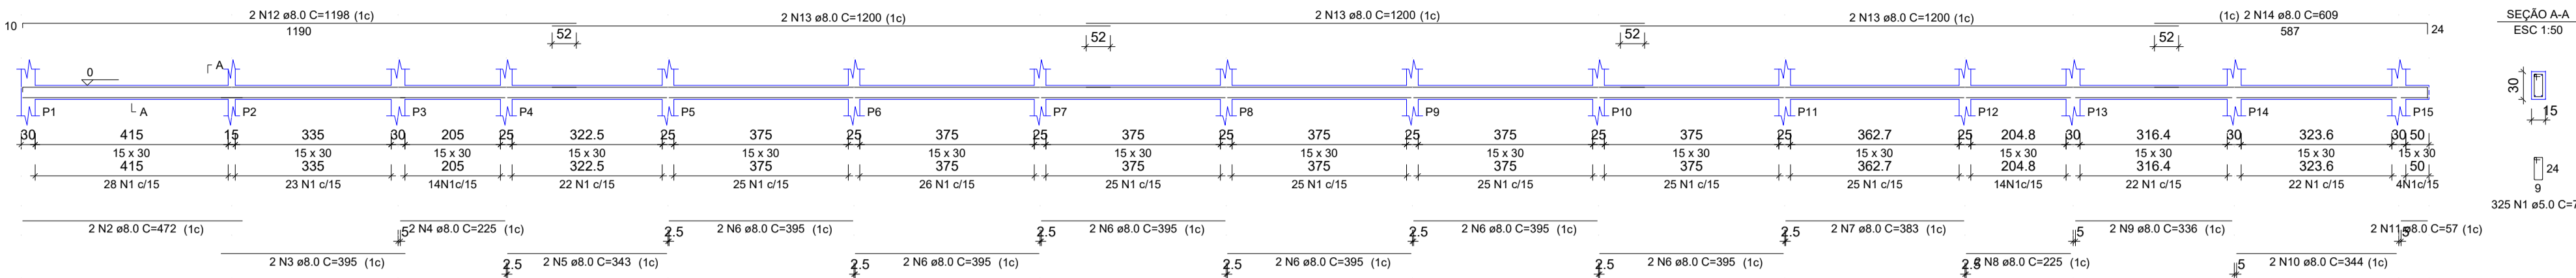 2 N12 ø8.0 C=1198 (1c)
2 N13 ø8.0 C=1200 (1c)
2 N13 ø8.0 C=1200 (1c)
2 N13 ø8.0 C=1200 (1c)
(1c) 2 N14 ø8.0 C=609
SEÇÃO A-A
10
1190
52
52
52
52
587
24
ESC 1:50
A
0
A
P1 P2 P3 P4 P5 P6 P7 P8 P9 P10 P11 P12 P13 P14 P15
30
15
30 415 15 335 30 205 25 322.5 25 375 25 375 25 375 25 375 25 375 25 375 25 362.7 25 204.8 30 316.4 30 323.6 30 50
15 x 30 15 x 30 15 x 30 15 x 30 15 x 30 15 x 30 15 x 30 15 x 30 15 x 30 15 x 30 15 x 30 15 x 30 15 x 30 15 x 30 15 x 30
415 335 205 322.5 375 375 375 375 375 375 362.7 204.8 316.4 323.6 50
28 N1 c/15 23 N1 c/15 14N1c/15 22 N1 c/15 25 N1 c/15 26 N1 c/15 25 N1 c/15 25 N1 c/15 25 N1 c/15 25 N1 c/15 25 N1 c/15 14N1c/15 22 N1 c/15 22 N1 c/15 4N1c/15
24
9
325 N1 ø5.0 C=7
2 N2 ø8.0 C=472 (1c)
5
2 N4 ø8.0 C=225 (1c)
2.5
2 N6 ø8.0 C=395 (1c)
2.5
2 N6 ø8.0 C=395 (1c)
2.5
2 N6 ø8.0 C=395 (1c)
2.5
2 N7 ø8.0 C=383 (1c)
5
2 N9 ø8.0 C=336 (1c)
2 N11 ø8.0 C=57 (1c)
5
2 N3 ø8.0 C=395 (1c)
2.5
2 N5 ø8.0 C=343 (1c)
2.5
2 N6 ø8.0 C=395 (1c)
2.5
2 N6 ø8.0 C=395 (1c)
2.5
2 N6 ø8.0 C=395 (1c)
2.5
2 N8 ø8.0 C=225 (1c)
5
2 N10 ø8.0 C=344 (1c)